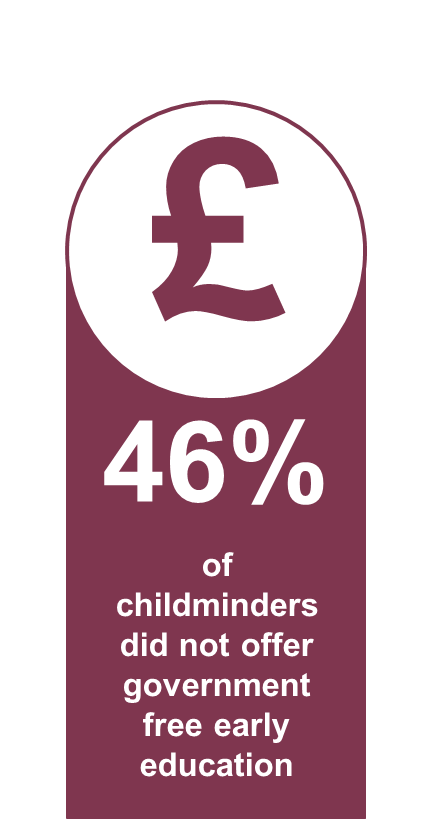 £
46%
of
childminders
did not offer
government
free early
education